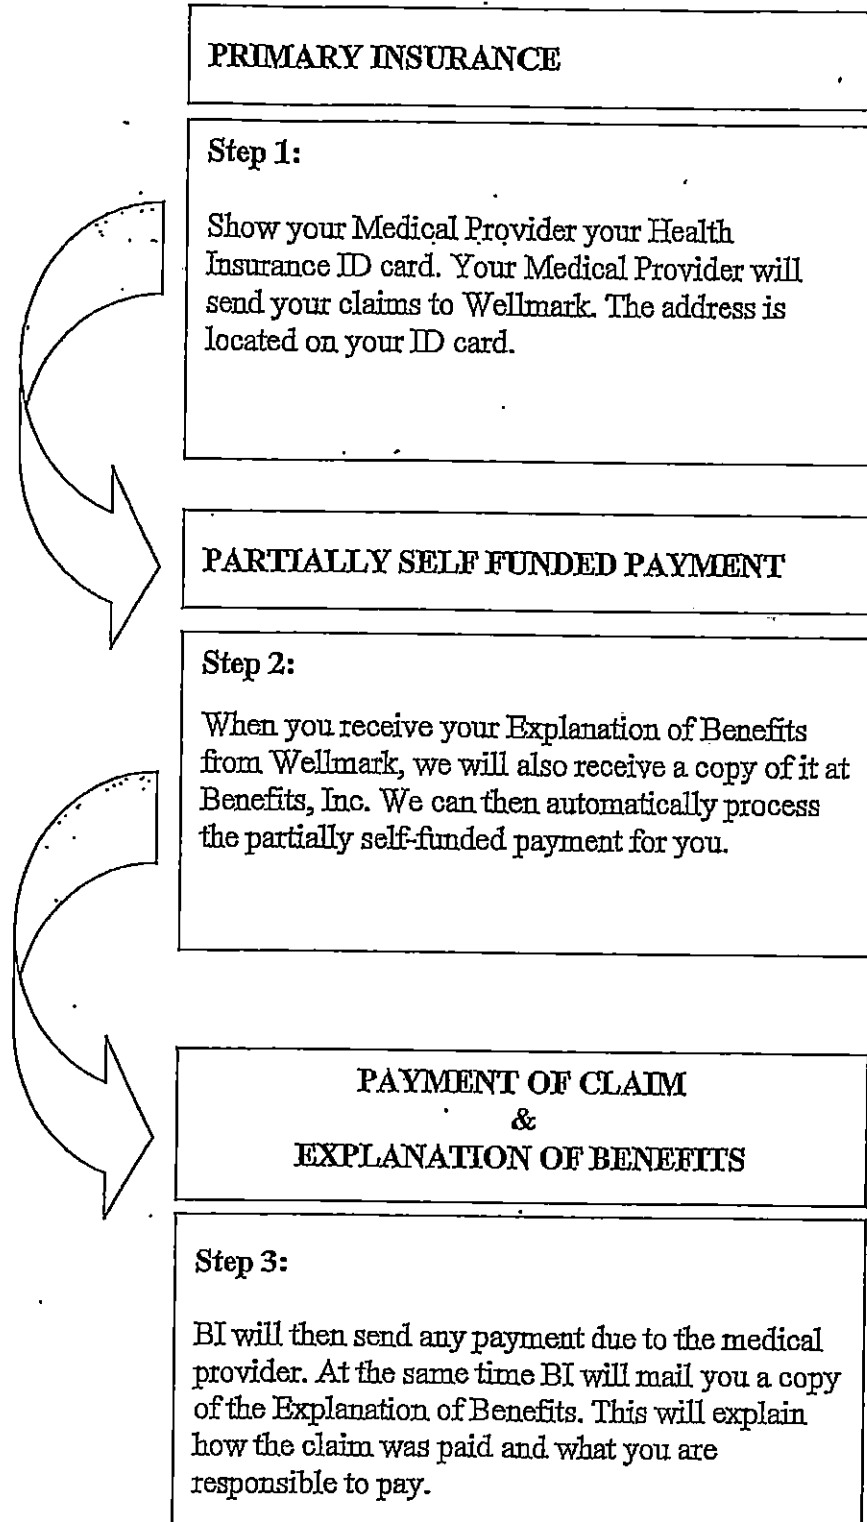 PRIMARY INSURANCE
Step 1:
Show your Medical Provider your Health
Insurance ID card. Your Medical Provider will
send your claims to Wellmark. The address is
located on your ID card.
PARTIALLY SELF FUNDED PAYMENT
Step 2:
When you receive your Explanation of Benefits
from Wellmark, we will also receive a copy of it at
Benefits, Inc. We can then automatically process
the partially self-funded payment for you.
PAYMENT OF CLAIM
&
EXPLANATION OF BENEFITS
Step 3:
BI will then send any payment due to the medical
provider. At the same time BI will mail you a copy
of the Explanation of Benefits. This will explain
how the claim was paid and what you are
responsible to pay.